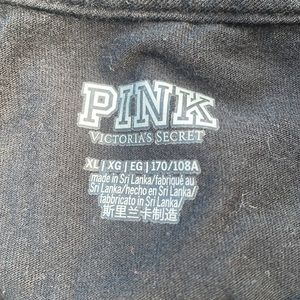 PINK
VICTORIA'S SECRET
XL | XG | EG | 170/108A
made in Sri Lanka/fabriqué au
Sri Lanka/hecho en Sri Lanka/
fabbricato in Sri Lanka/
斯里兰卡制造